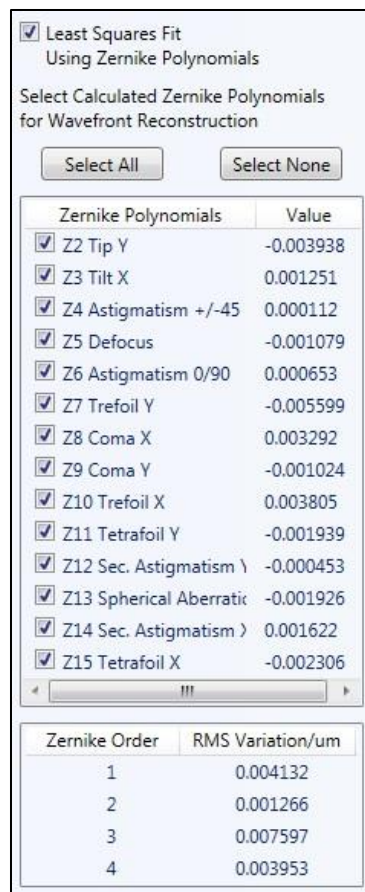 Least Squares Fit
Using Zernike Polynomials
Select Calculated Zernike Polynomials
for Wavefront Reconstruction
Select All Select None
Zernike Polynomials Value
Z2 Tip Y -0.003938
Z3 Tilt X 0.001251
Z4 Astigmatism +/-45 0.000112
Z5 Defocus -0.001079
Z6 Astigmatism 0/90 0.000653
Z7 Trefoil Y -0.005599
Z8 Coma X 0.003292
Z9 Coma Y -0.001024
Z10 Trefoil X 0.003805
Z11 Tetrafoil Y -0.001939
Z12 Sec. Astigmatism -0.000453
Z13 Spherical -0.001926
Z14 Sec. Astigmatism 0.001622
Z15 Tetrafoil X -0.002306
Zernike Order RMS Variation/um
1 0.004132
2 0.001266
3 0.007597
4 0.003953